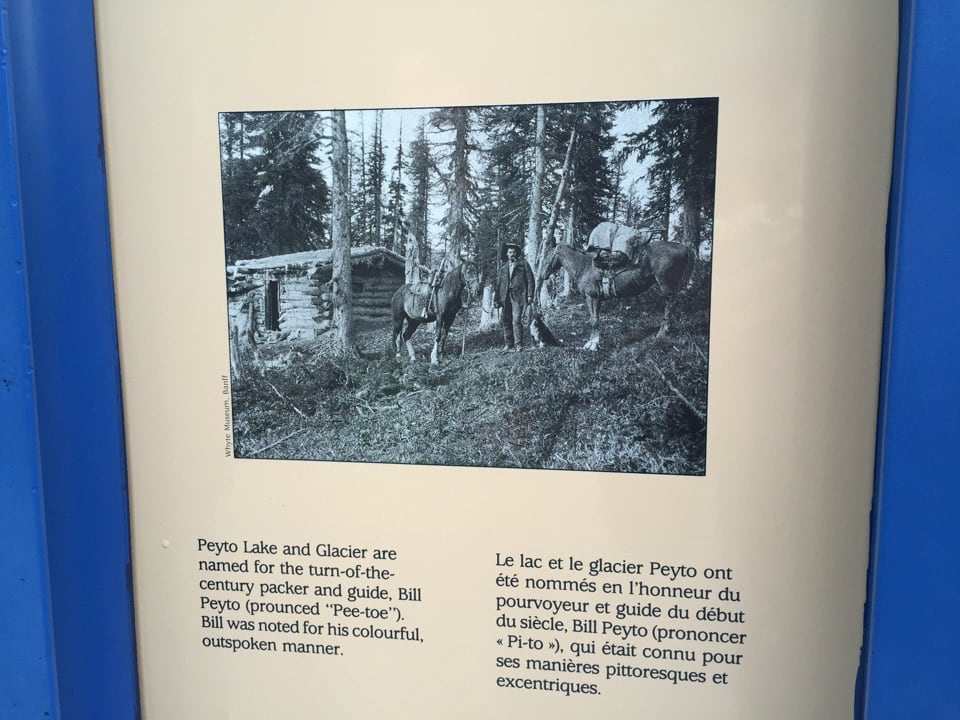 Whyte Museum, Banff
Peyto Lake and Glacier are
named for the turn-of-the-
century packer and guide, Bill
Peyto (prounced “Pee-toe”).
Bill was noted for his colourful,
outspoken manner.
Le lac et le glacier Peyto ont
été nommés en l’honneur du
pourvoyeur et guide du début
du siècle, Bill Peyto (prononcer
« Pi-to »), qui était connu pour
ses manières pittoresques et
excentriques.